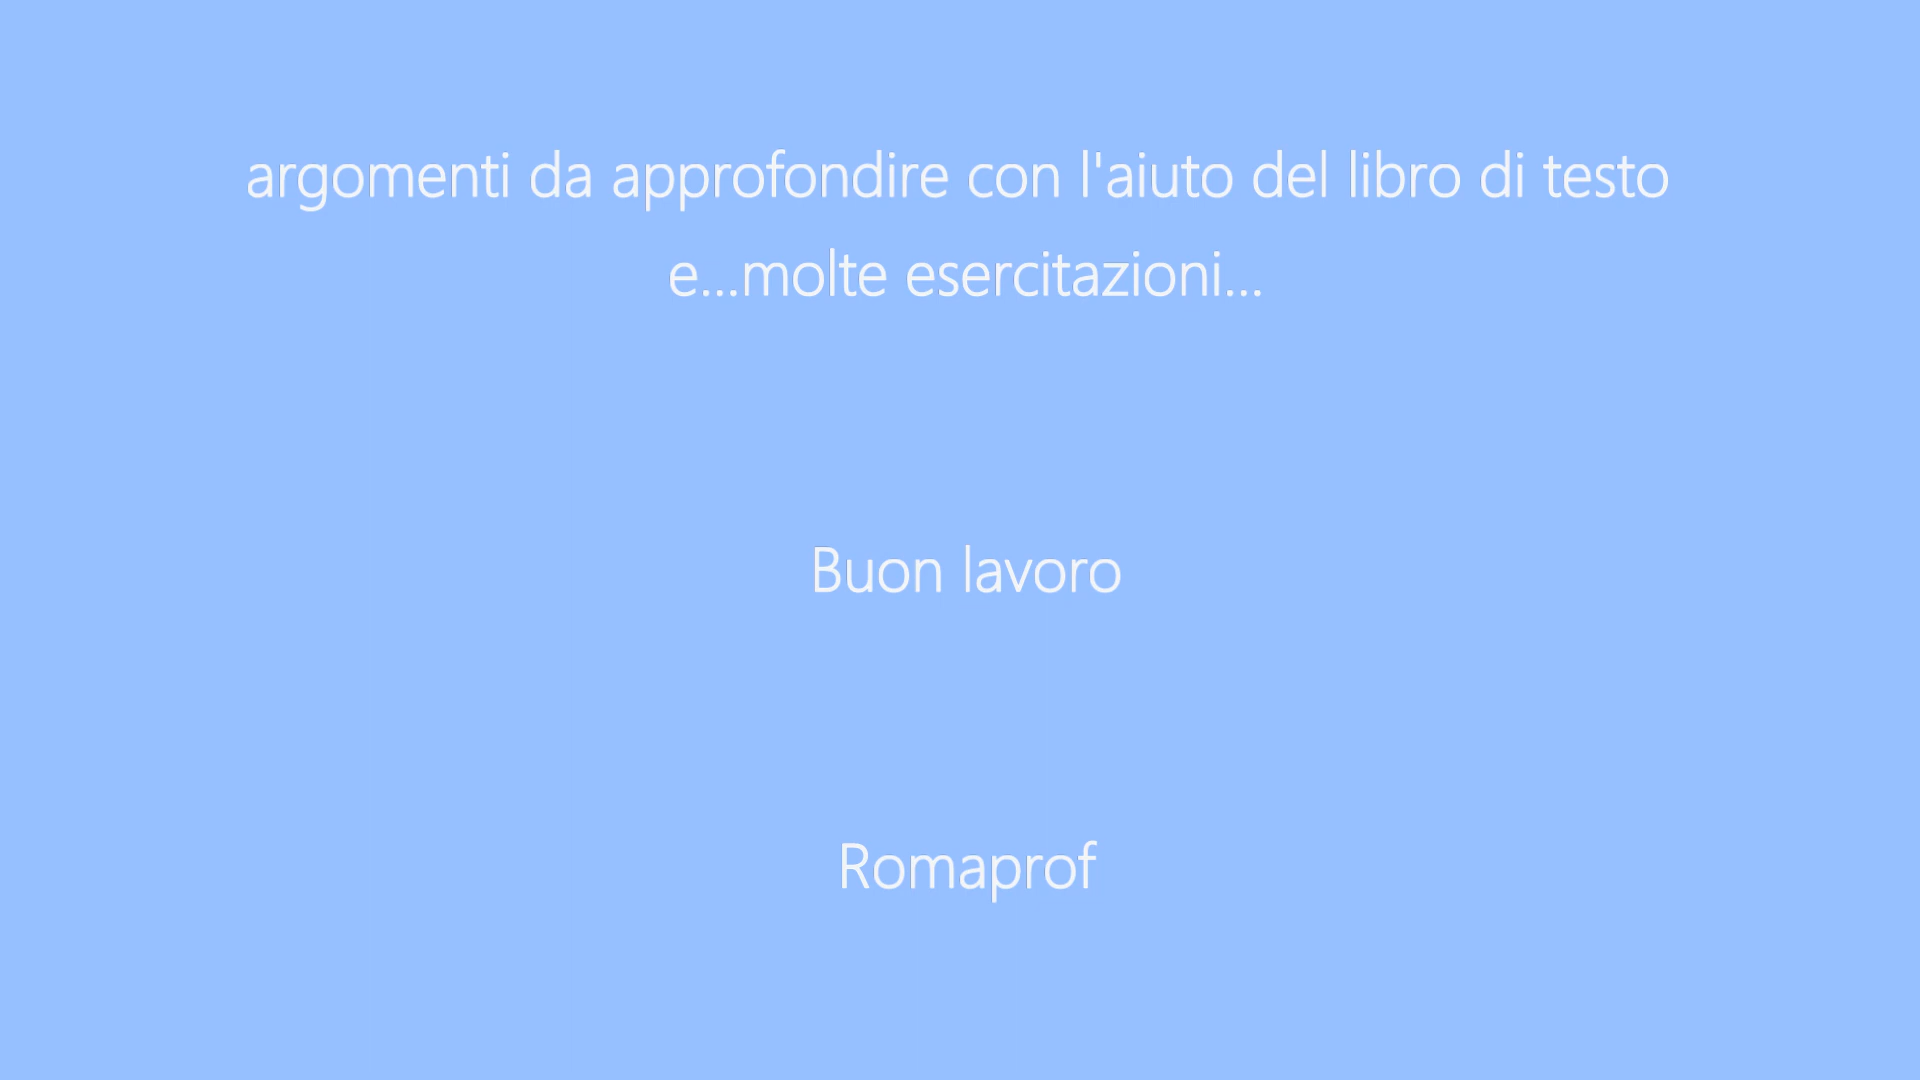 argomenti da approfondire con l'aiuto del libro di testo
e...molte esercitazioni...
Buon lavoro
Romaprof